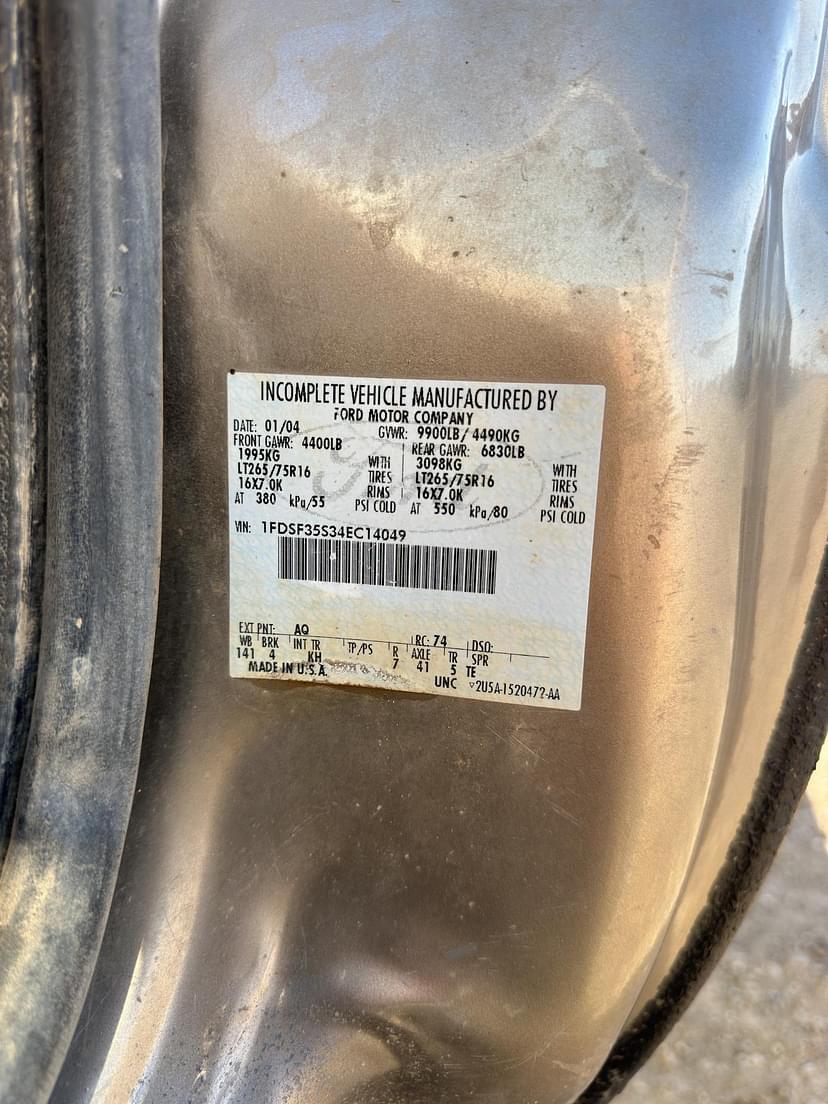 INCOMPLETE VEHICLE MANUFACTURED BY
FORD MOTOR COMPANY
DATE: 01/04 GVWR: 9900LB/4490KG
FRONT GAWR: 4400LB REAR GAWR: 6830LB
1995KG WITH 3098KG WITH
LT265/75R16 TIRES LT265/75R16 TIRES
16X7.0K RIMS 16X7.0K RIMS
AT 380 kPa/55 PSI COLD AT 550 kPa/80 PSI COLD
VIN: 1FDSF35S34EC14049
EXT PNT: AQ RC: 74 DSO:
WB BRK INT TR TP/PS R AXLE TR SPR
141 4 KH 7 41 5 TE
MADE IN U.S.A. UNC 2U5A-1520472-AA